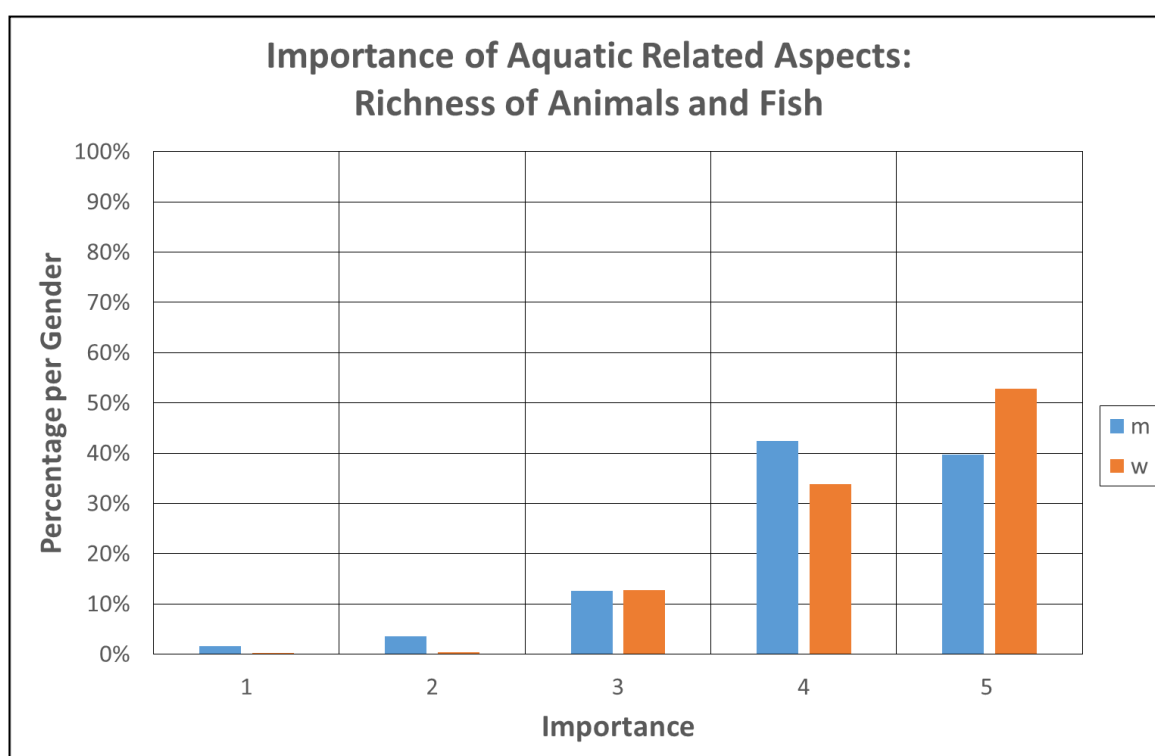 Importance of Aquatic Related Aspects:
Richness of Animals and Fish
100%
90%
80%
70%
60%
50%
40%
30%
20%
10%
0%
Percentage per Gender
1 2 3 4 5
Importance
m
w